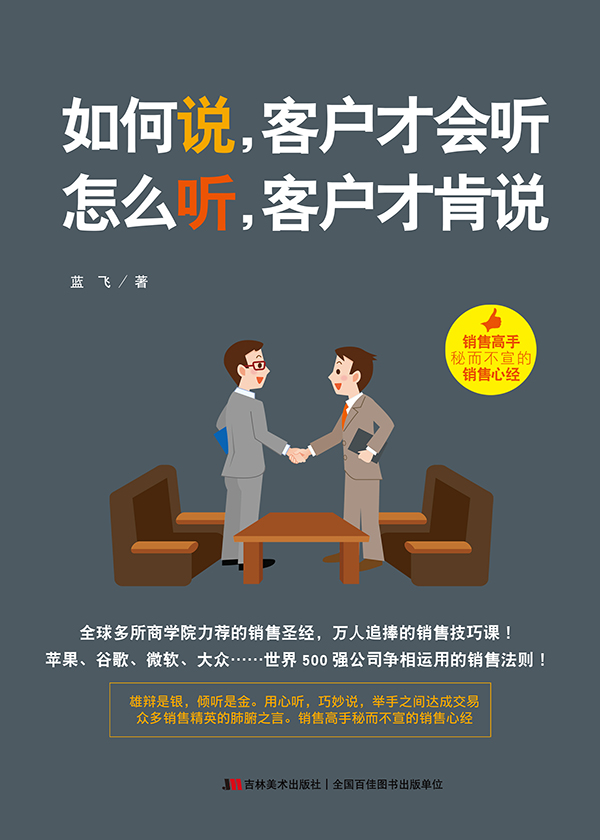 如何说,客户才会听
怎么听,客户才肯说
蓝 飞/著
销售高手
秘而不宣的
销售心经
全球多所商学院力荐的销售圣经，万人追捧的销售技巧课！
苹果、谷歌、微软、大众……世界 500 强公司争相运用的销售法则！
雄辩是银，倾听是金。用心听，巧妙说，举手之间达成交易
众多销售精英的肺腑之言。销售高手秘而不宣的销售心经
吉林美术出版社|全国百佳图书出版单位